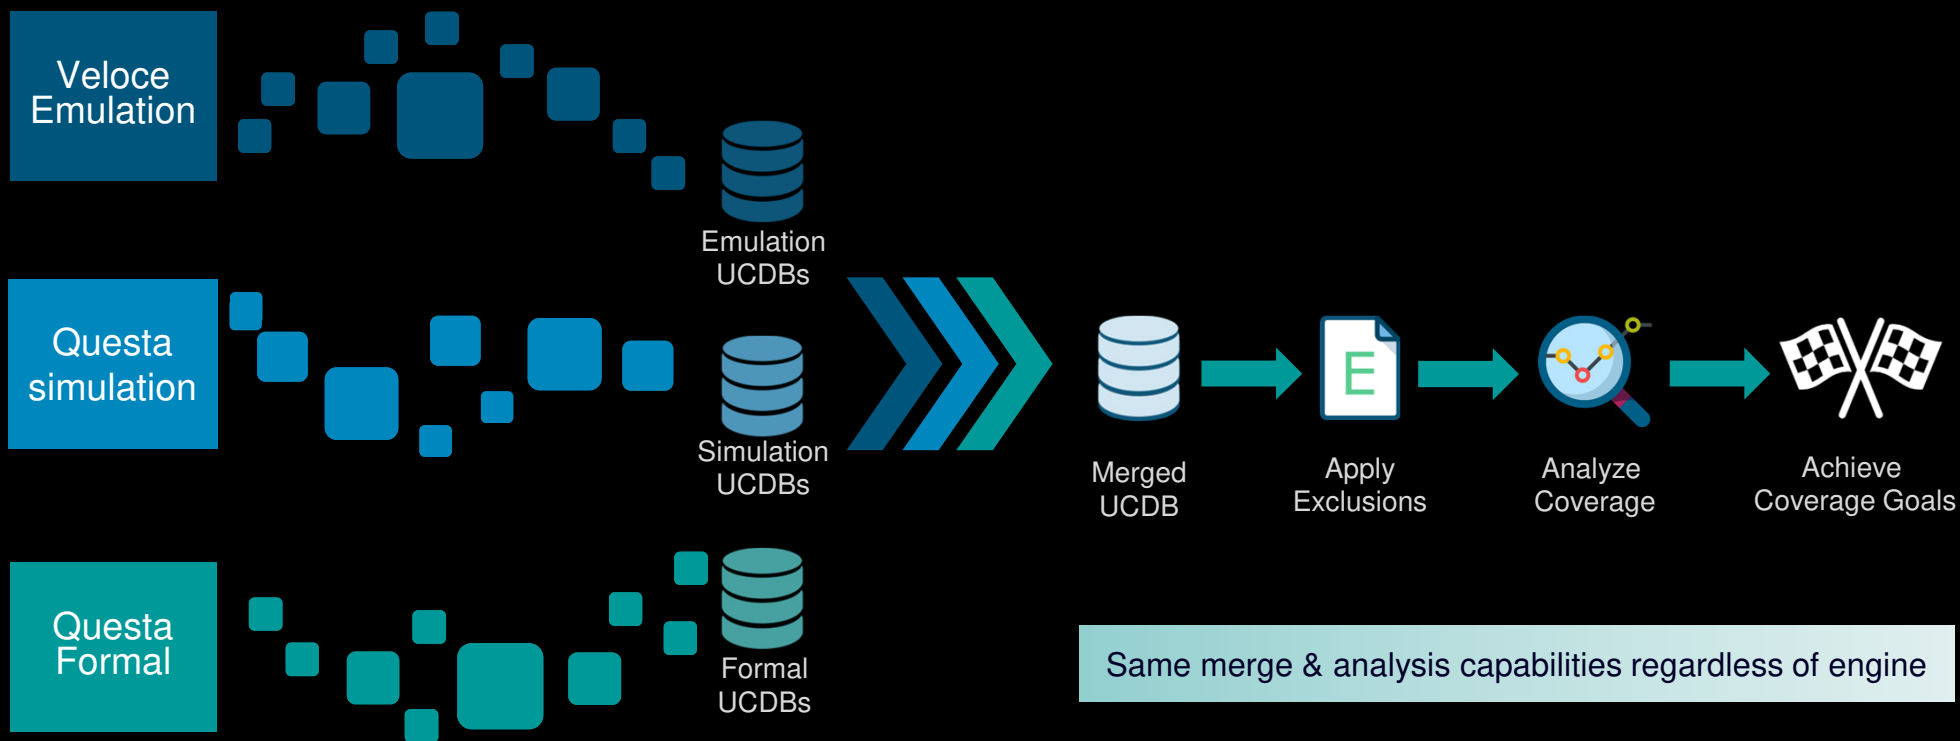 Veloce
Emulation
Emulation
UCDBs
Questa
simulation
Simulation
UCDBs
Questa
Formal
Formal
UCDBs
Merged
UCDB
E
Apply
Exclusions
Analyze
Coverage
Achieve
Coverage Goals
Same merge & analysis capabilities regardless of engine